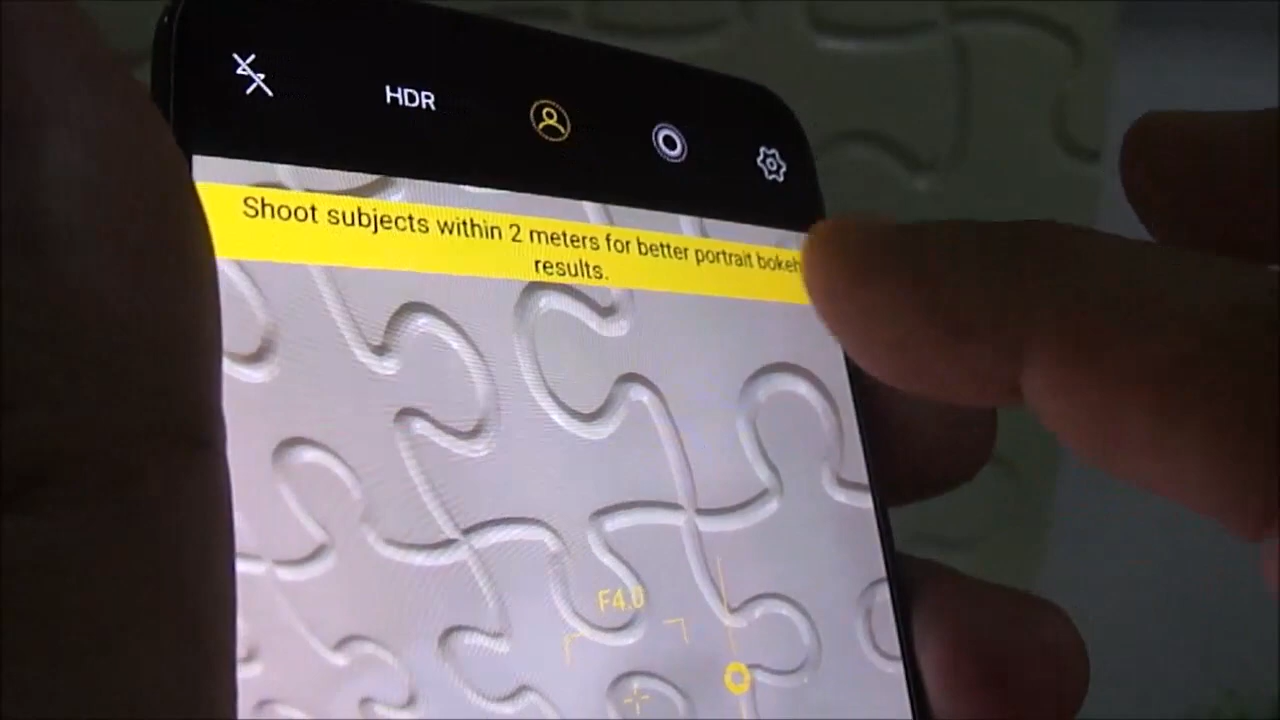 HDR
Shoot subjects within 2 meters for better portrait bokeh
results.
F4.0